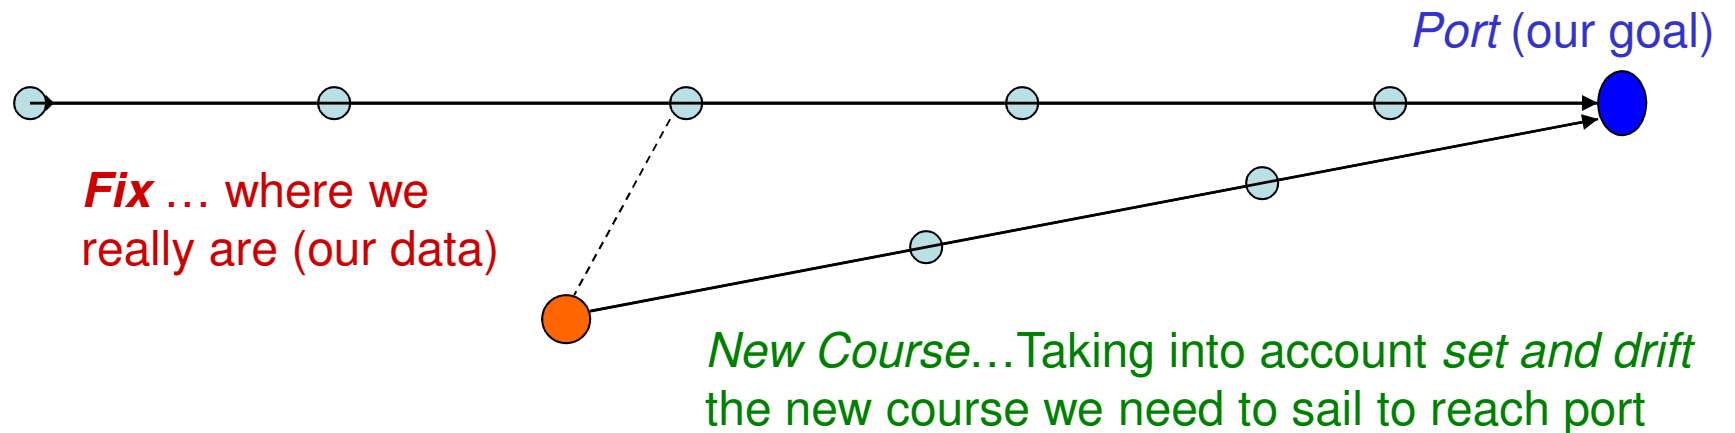 Port (our goal)
Fix … where we
really are (our data)
New Course…Taking into account set and drift
the new course we need to sail to reach port